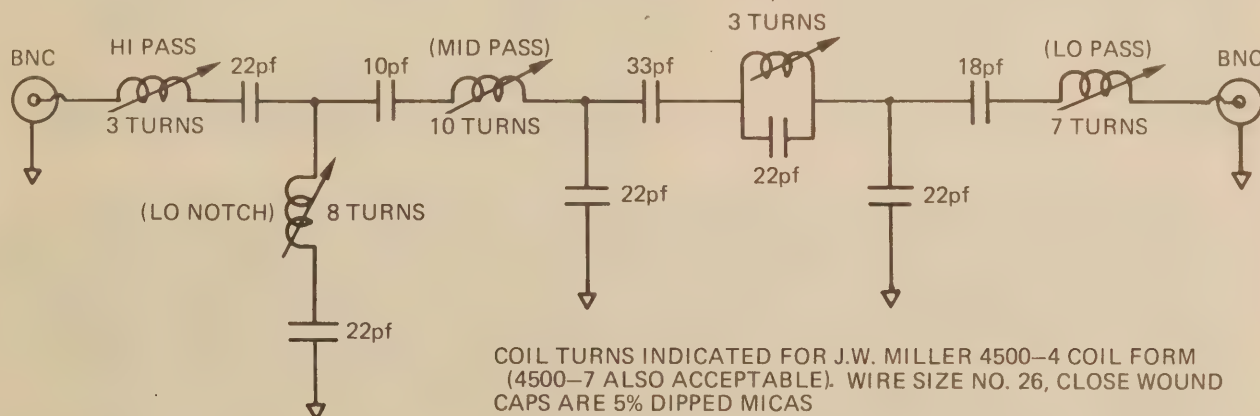 3 TURNS
BNC
HI PASS
(MID PASS)
(LO PASS)
BNC
22pf
10pf
33pf
18pf
3 TURNS
10 TURNS
22pf
7 TURNS
(LO NOTCH)
8 TURNS
22pf
22pf
22pf
COIL TURNS INDICATED FOR J.W. MILLER 4500–4 COIL FORM
(4500–7 ALSO ACCEPTABLE). WIRE SIZE NO. 26, CLOSE WOUND
CAPS ARE 5% DIPPED MICAS